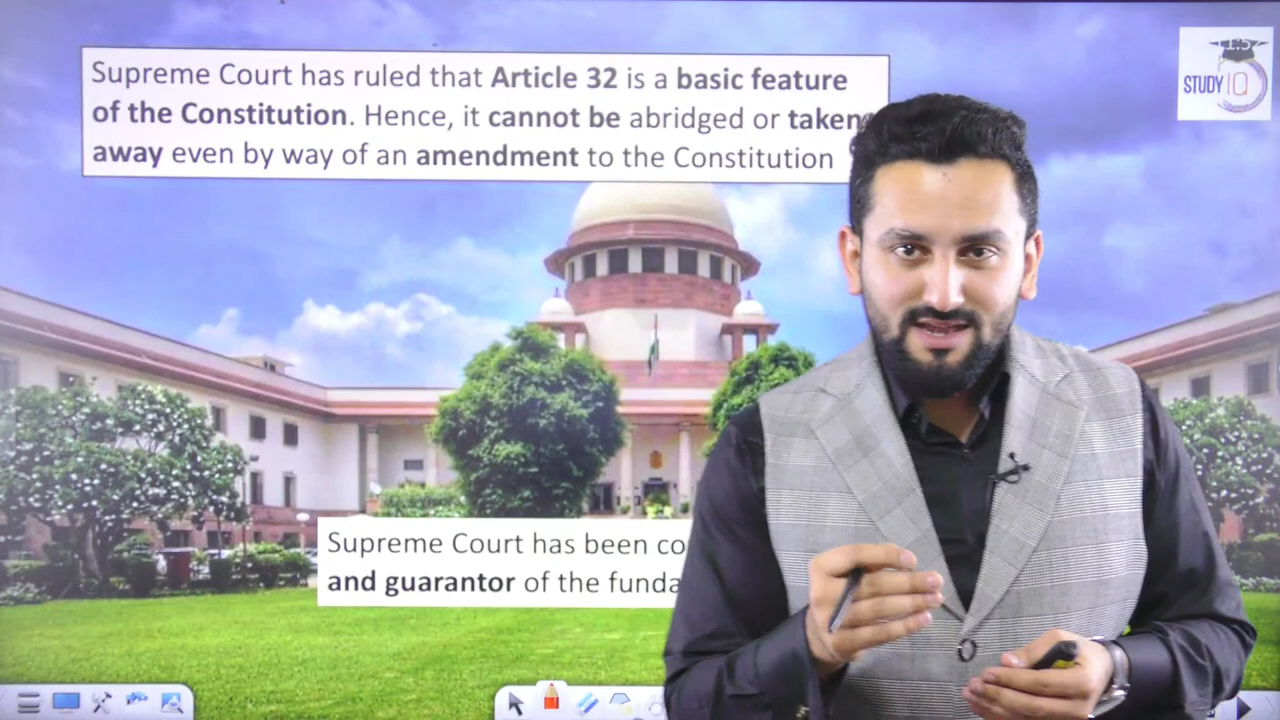 Supreme Court has ruled that Article 32 is a basic feature
of the Constitution. Hence, it cannot be abridged or taken
away even by way of an amendment to the Constitution
STUDY IQ
Supreme Court has been co
and guarantor of the funda